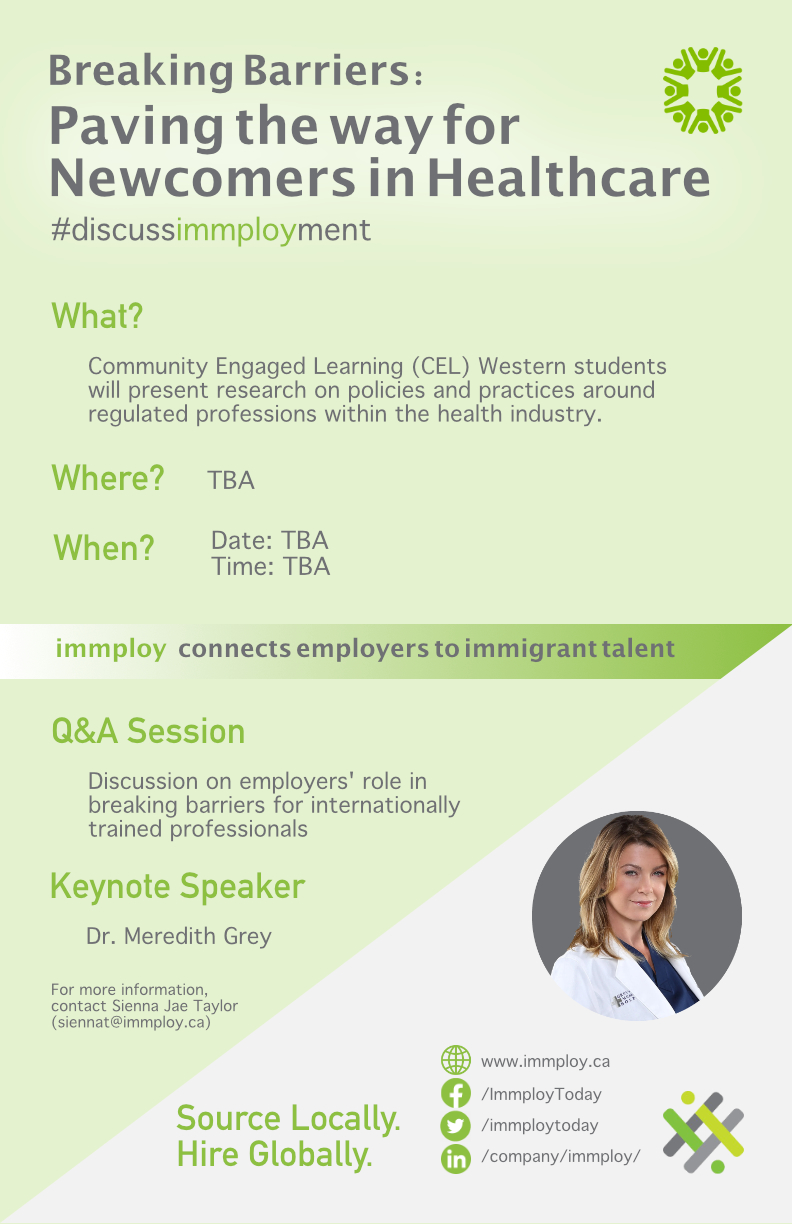 Breaking Barriers:
Paving the way for
Newcomers in Healthcare
#discussimmployment
What?
Community Engaged Learning (CEL) Western students
will present research on policies and practices around
regulated professions within the health industry.
Where? TBA
When? Date: TBA
Time: TBA
immploy connects employers to immigrant talent
Q&A Session
Discussion on employers' role in
breaking barriers for internationally
trained professionals
Keynote Speaker
Dr. Meredith Grey
For more information,
contact Sienna Jae Taylor
(siennat@immploy.ca)
www.immploy.ca
/ImmployToday
/immploytoday
/company/immploy/
Source Locally.
Hire Globally.